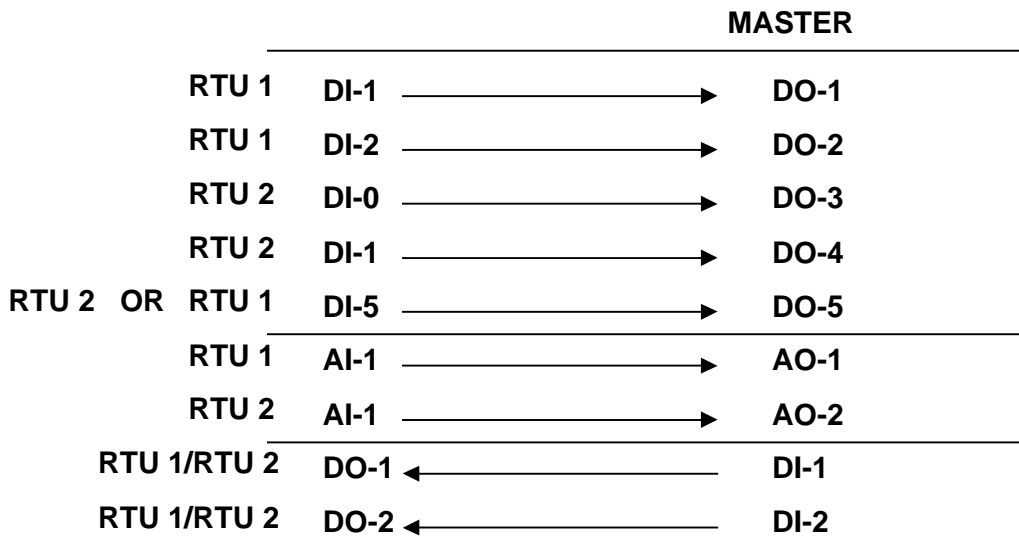 MASTER
RTU 1 DI-1 DO-1
RTU 1 DI-2 DO-2
RTU 2 DI-0 DO-3
RTU 2 DI-1 DO-4
RTU 2 OR RTU 1 DI-5 DO-5
RTU 1 AI-1 AO-1
RTU 2 AI-1 AO-2
RTU 1/RTU 2 DO-1 DI-1
RTU 1/RTU 2 DO-2 DI-2